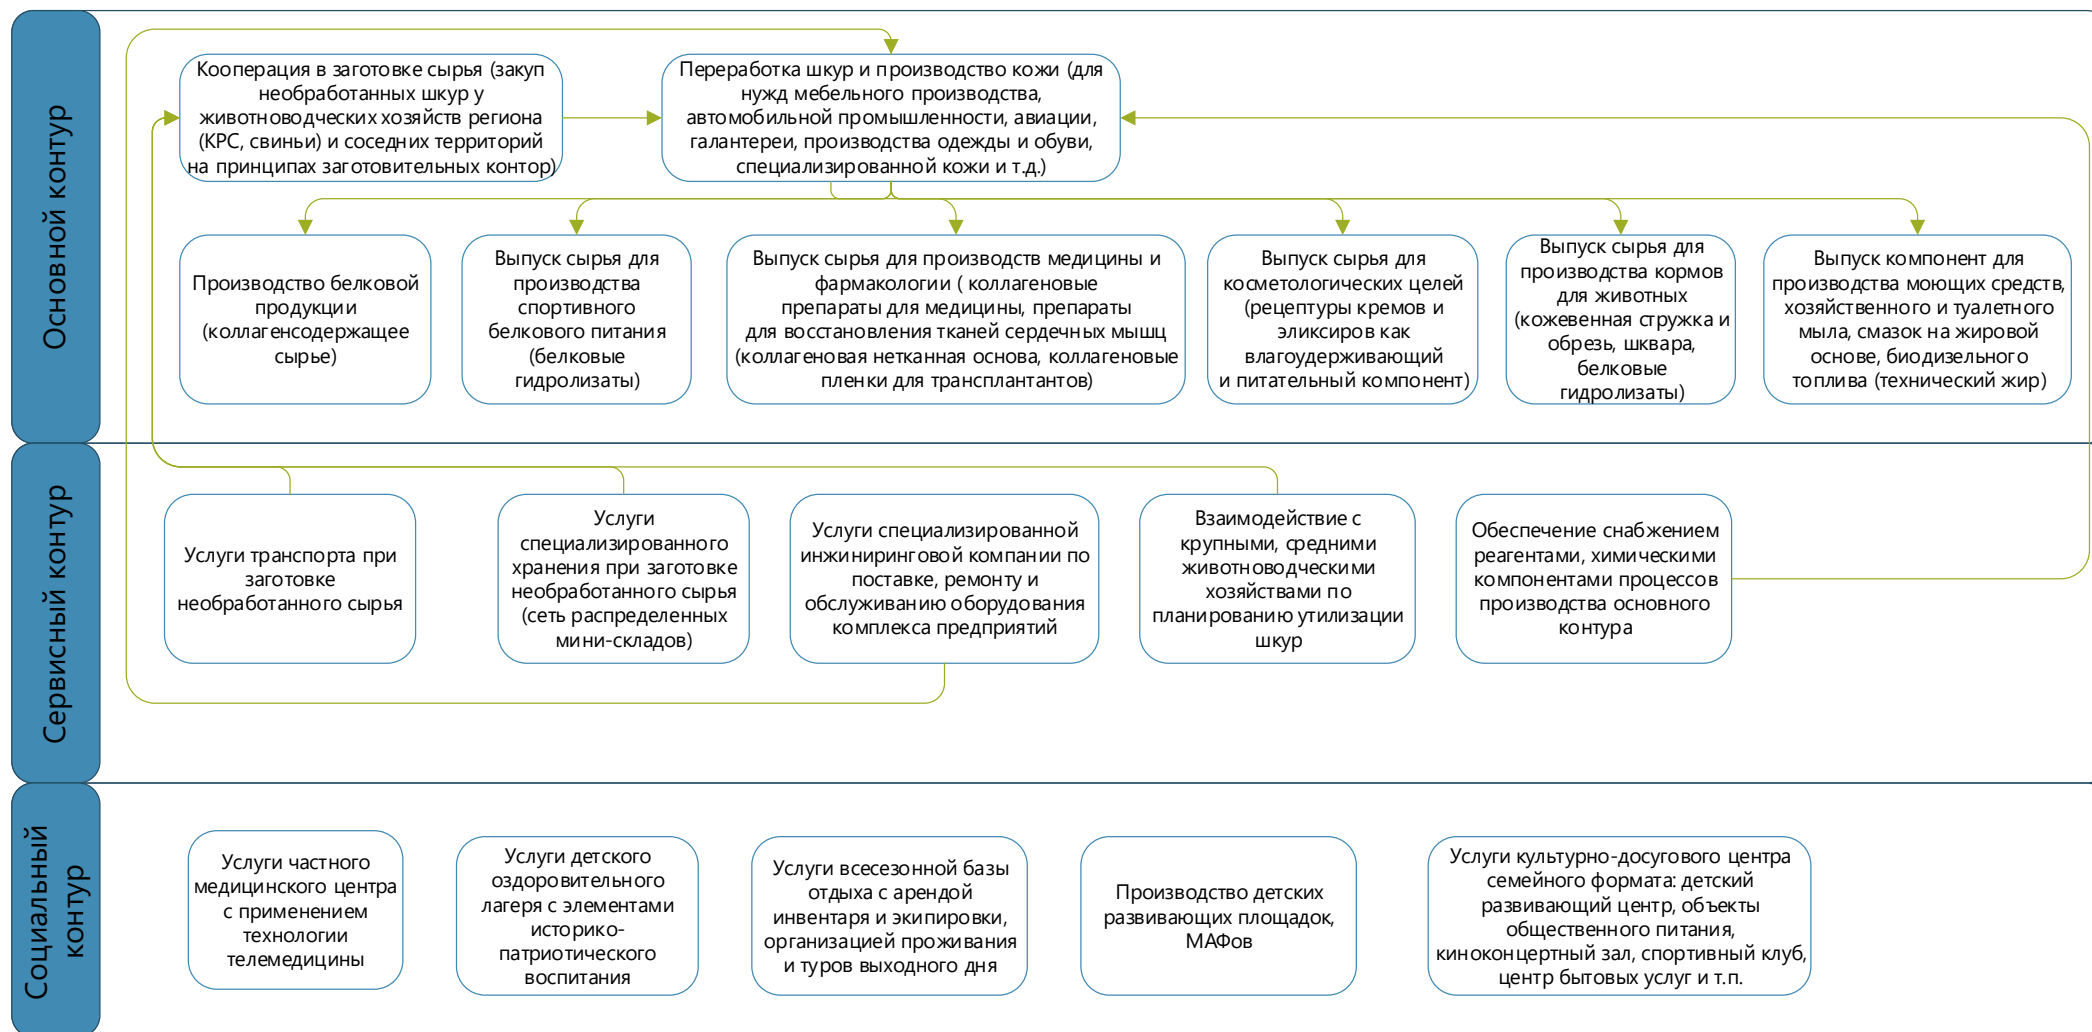 Основной контур
Кооперация в заготовке сырья (закуп
необработанных шкур у
животноводческих хозяйств региона
(КРС, свиньи) и соседних территорий
на принципах заготовительных контор)
Переработка шкур и производство кожи (для
нужд мебельного производства,
автомобильной промышленности, авиации,
галантереи, производства одежды и обуви,
специализированной кожи и т.д.)
Производство белковой
продукции
(коллагенсодержащее
сырье)
Выпуск сырья для
производства
спортивного
белкового питания
(белковые
гидролизаты)
Выпуск сырья для производств медицины и
фармакологии ( коллагеновые
препараты для медицины, препараты
для восстановления тканей сердечных мышц
(коллагеновая нетканная основа, коллагеновые
пленки для трансплантантов)
Выпуск сырья для
косметологических целей
(рецептуры кремов и
эликсиров как
влагоудерживающий
и питательный компонент)
Выпуск сырья для
производства кормов
для животных
(кожевенная стружка и
обрезь, шквара,
белковые
гидролизаты)
Выпуск компонент для
производства моющих средств,
хозяйственного и туалетного
мыла, смазок на жировой
основе, биодизельного
топлива (технический жир)
Сервисный контур
Услуги транспорта при
заготовке
необработанного сырья
Услуги
специализированного
хранения при заготовке
необработанного сырья
(сеть распределенных
мини-складов)
Услуги специализированной
инжиниринговой компании по
поставке, ремонту и
обслуживанию оборудования
комплекса предприятий
Взаимодействие с
крупными, средними
животноводческими
хозяйствами по
планированию утилизации
шкур
Обеспечение снабжением
реагентами, химическими
компонентами процессов
производства основного
контура
Социальный
контур
Услуги частного
медицинского центра
с применением
технологии
телемедицины
Услуги детского
оздоровительного
лагеря с элементами
историко-
патриотического
воспитания
Услуги всесезонной базы
отдыха с арендой
инвентаря и экипировки,
организацией проживания
и туров выходного дня
Производство детских
развивающих площадок,
МАФов
Услуги культурно-досугового центра
семейного формата: детский
развивающий центр, объекты
общественного питания,
киноконцертный зал, спортивный клуб,
центр бытовых услуг и т.п.